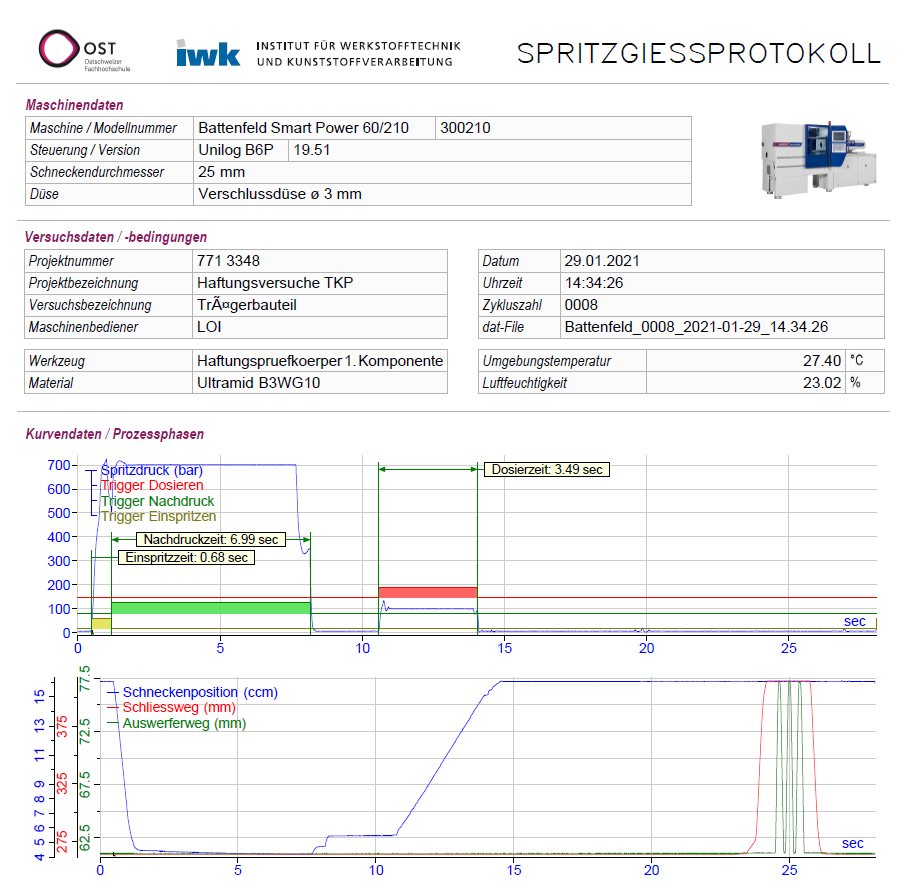 OST
Ostschweizer
Fachhochschule
iwk
INSTITUT FÜR WERKSTOFFTECHNIK
UND KUNSTSTOFFVERARBEITUNG
SPRITZGIESSPROTOKOLL
Maschinendaten
Maschine / Modellnummer Battenfeld Smart Power 60/210 300210
Steuerung / Version Unilog B6P 19.51
Schneckendurchmesser 25 mm
Düse Verschlussdüse ø 3 mm
Versuchsdaten / -bedingungen
Projektnummer 771 3348
Projektbezeichnung Haftungsversuche TKP
Versuchsbezeichnung TrÃ¤gerbauteil
Maschinenbediener LOI
Datum 29.01.2021
Uhrzeit 14:34:26
Zykluszahl 0008
dat-File Battenfeld_0008_2021-01-29_14.34.26
Werkzeug Haftungspruefkoerper 1. Komponente
Material Ultramid B3WG10
Umgebungstemperatur 27.40 °C
Luftfeuchtigkeit 23.02 %
Kurvendaten / Prozessphasen
700
600
500
400
300
200
100
0
Spritzdruck (bar)
Trigger Dosieren
Trigger Nachdruck
Trigger Einspritzen
Dosierzeit: 3.49 sec
Nachdruckzeit: 6.99 sec
Einspritzzeit: 0.68 sec
sec
0 5 10 15 20 25
15
13
11
9
8
7
6
5
4
375
325
275
77.5
72.5
67.5
62.5
Schneckenposition (ccm)
Schliessweg (mm)
Auswerferweg (mm)
sec
0 5 10 15 20 25